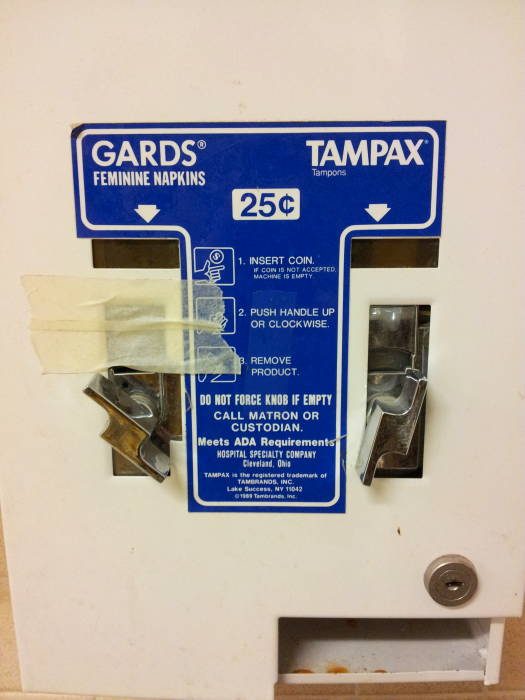 GARDS®
FEMININE NAPKINS
TAMPAX®
Tampons
25¢
1. INSERT COIN.
IF COIN IS NOT ACCEPTED,
MACHINE IS EMPTY.
2. PUSH HANDLE UP
OR CLOCKWISE.
3. REMOVE
PRODUCT.
DO NOT FORCE KNOB IF EMPTY
CALL MATRON OR
CUSTODIAN.
Meets ADA Requirements
HOSPITAL SPECIALTY COMPANY
Cleveland, Ohio
TAMPAX is the registered trademark of
TAMBRANDS, INC.
Lake Success, NY 11042
©1989 Tambrands, Inc.